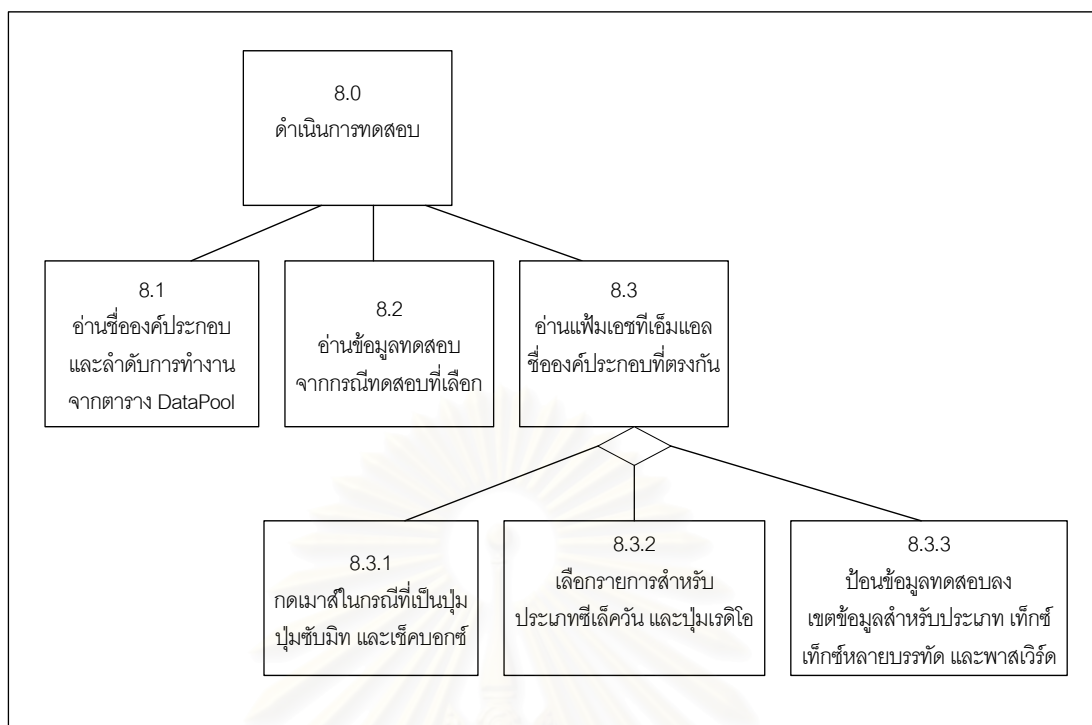 8.0
ดำเนินการทดสอบ
8.1
อ่านชื่อองค์ประกอบ
และลำดับการทำงาน
จากตาราง DataPool
8.2
อ่านข้อมูลทดสอบ
จากกรณีทดสอบที่เลือก
8.3
อ่านแฟ้มเอชทีเอ็มแอล
ชื่อองค์ประกอบที่ตรงกัน
8.3.1
กดเมาส์ในกรณีที่เป็นปุ่ม
ปุ่มซับมิท และเช็คบอกซ์
8.3.2
เลือกรายการสำหรับ
ประเภทซีเล็ควัน และปุ่มเรดิโอ
8.3.3
ป้อนข้อมูลทดสอบลง
เขตข้อมูลสำหรับประเภท เท็กซ์
เท็กซ์หลายบรรทัด และพาสเวิร์ด